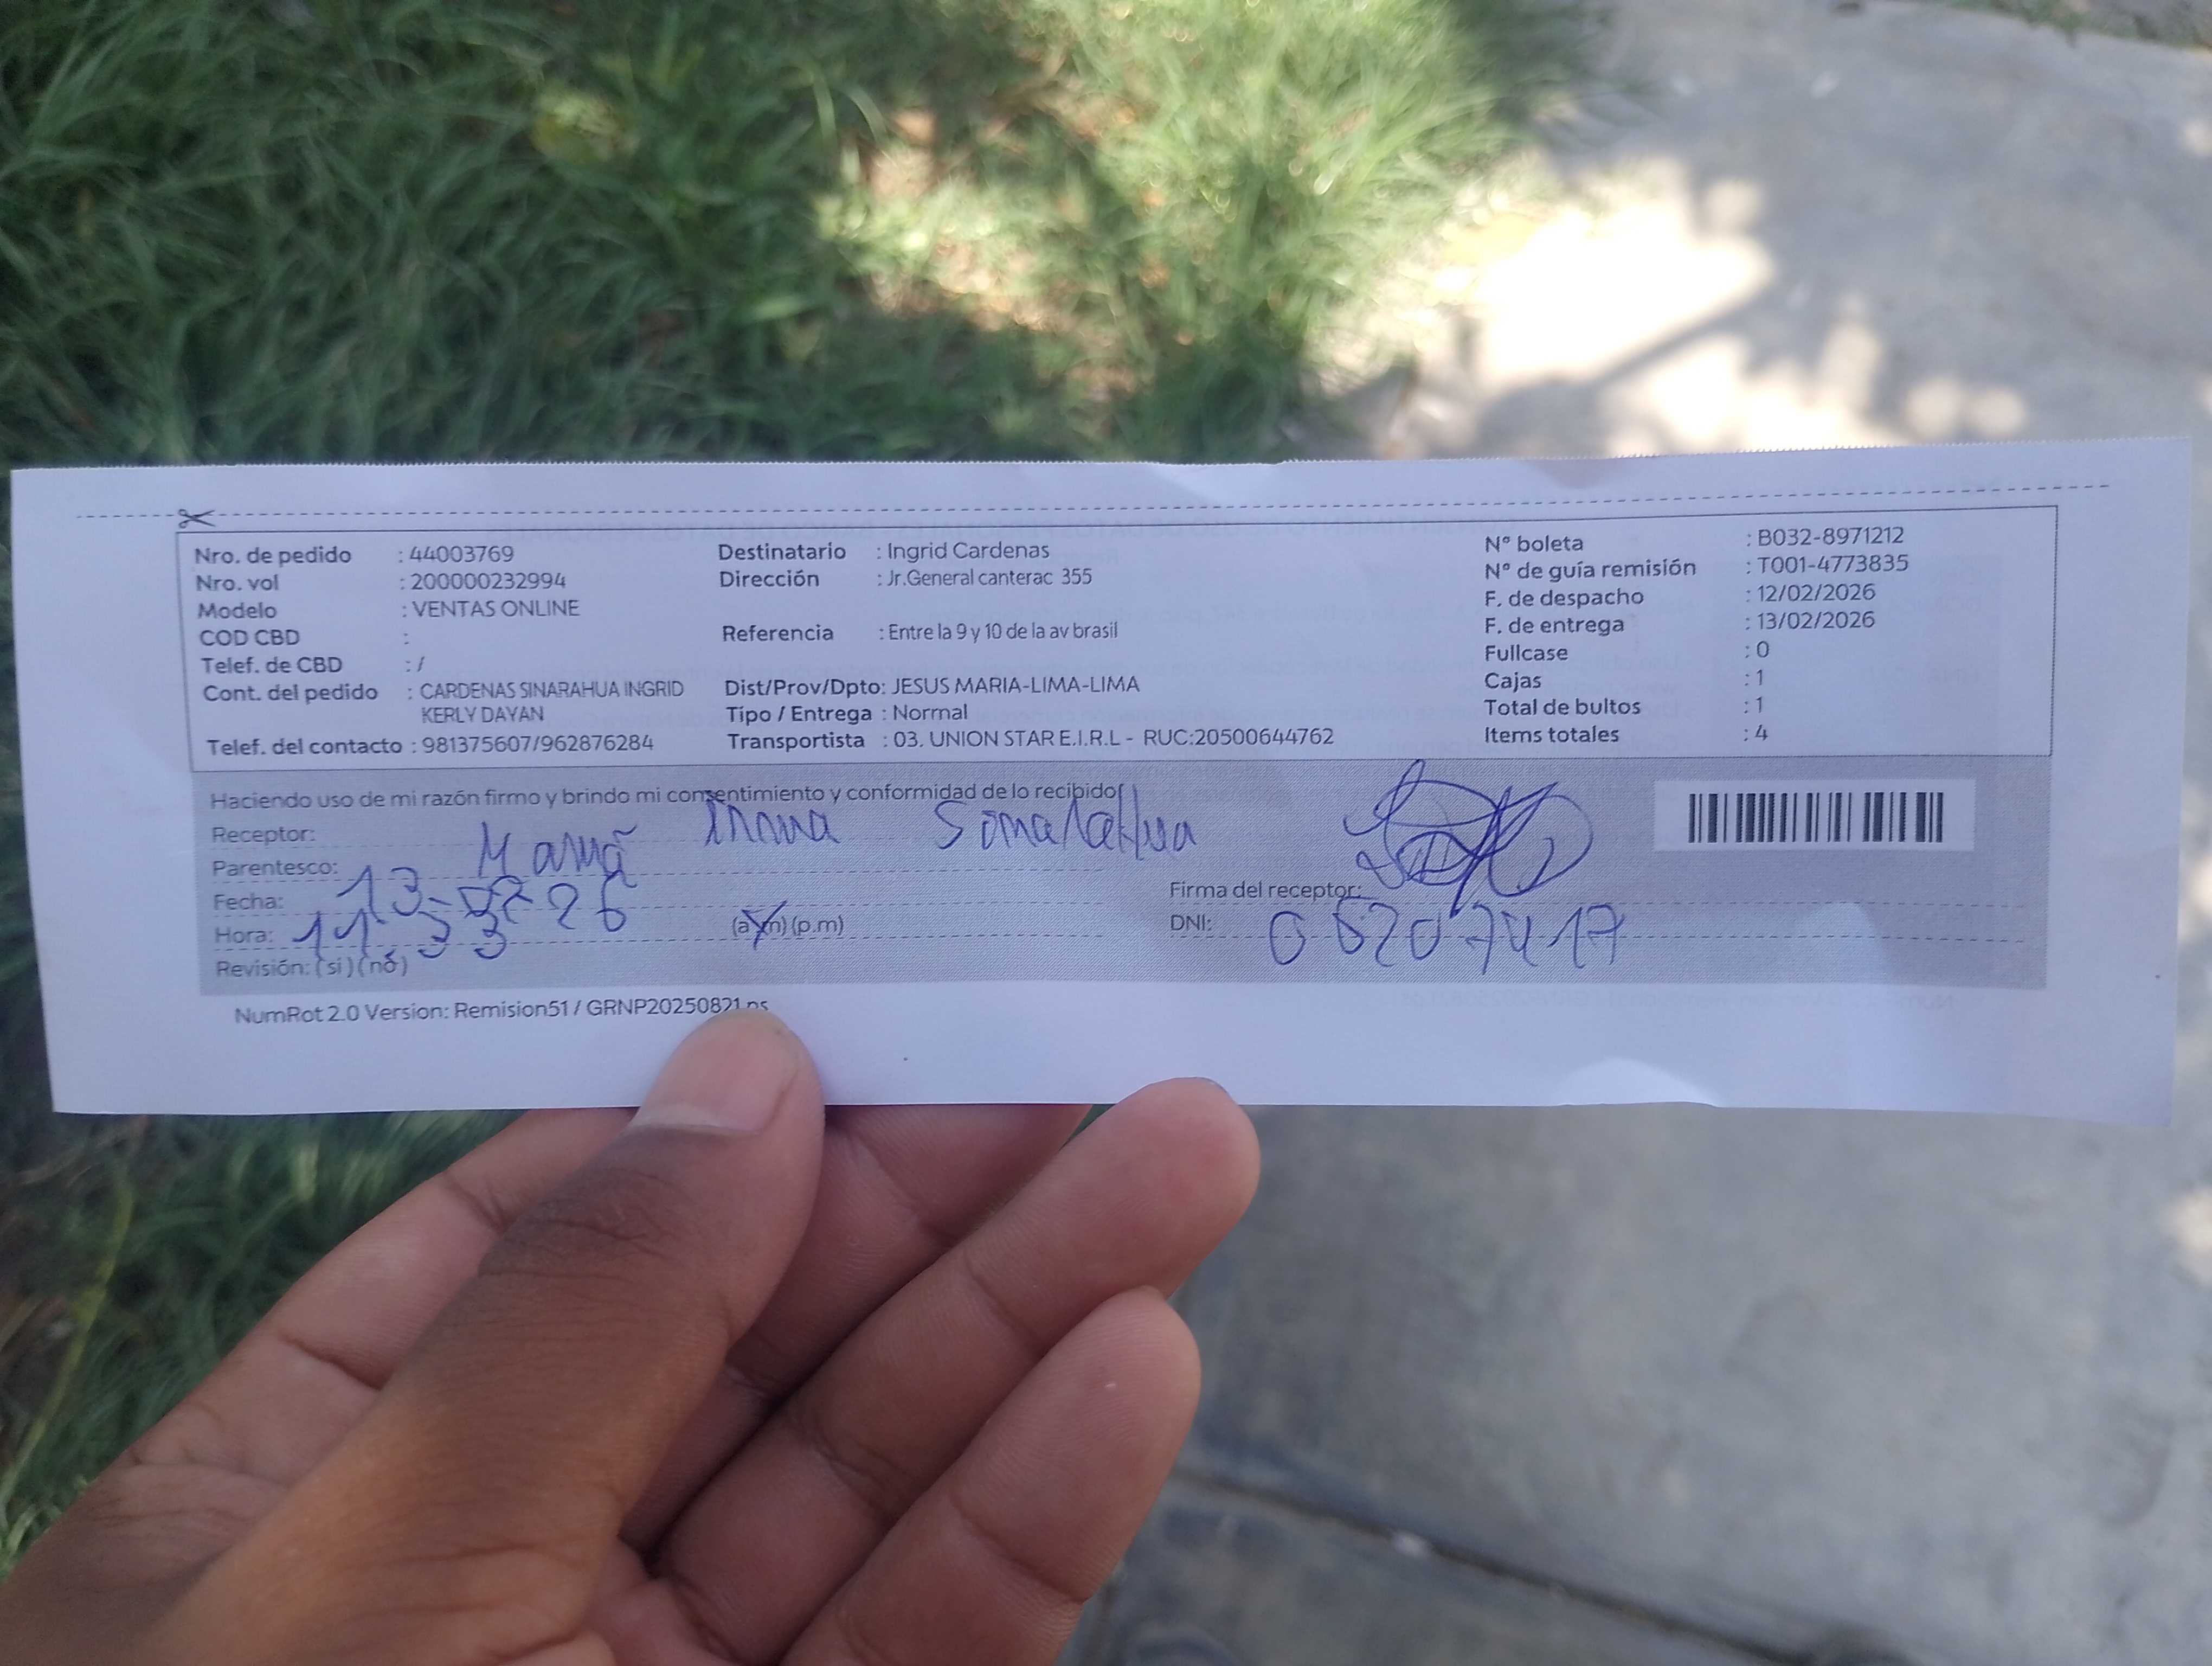 Nro. de pedido : 44003769
Nro. vol : 200000232994
Modelo : VENTAS ONLINE
COD CBD :
Telef. de CBD : /
Cont. del pedido : CARDENAS SINARAHUA INGRID
KERLY DAYAN
Telef. del contacto : 981375607/962876284
Destinatario : Ingrid Cardenas
Dirección : Jr.General canterac 355
Referencia : Entre la 9 y 10 de la av brasil
Dist/Prov/Dpto: JESUS MARIA-LIMA-LIMA
Tipo / Entrega : Normal
Transportista : 03. UNION STAR E.I.R.L - RUC:20500644762
N° boleta : B032-8971212
N° de guía remisión : T001-4773835
F. de despacho : 12/02/2026
F. de entrega : 13/02/2026
Fullcase : 0
Cajas : 1
Total de bultos : 1
Items totales : 4
Haciendo uso de mi razón firmo y brindo mi consentimiento y conformidad de lo recibido
Receptor:
Parentesco: Mamá
Fecha: 13-02-26
Hora: 11:33 (a.m) (p.m)
Revisión: (si) (no)
Firma del receptor:
DNI:
NumRot 2.0 Version: Remision51 / GRNP20250821.ps